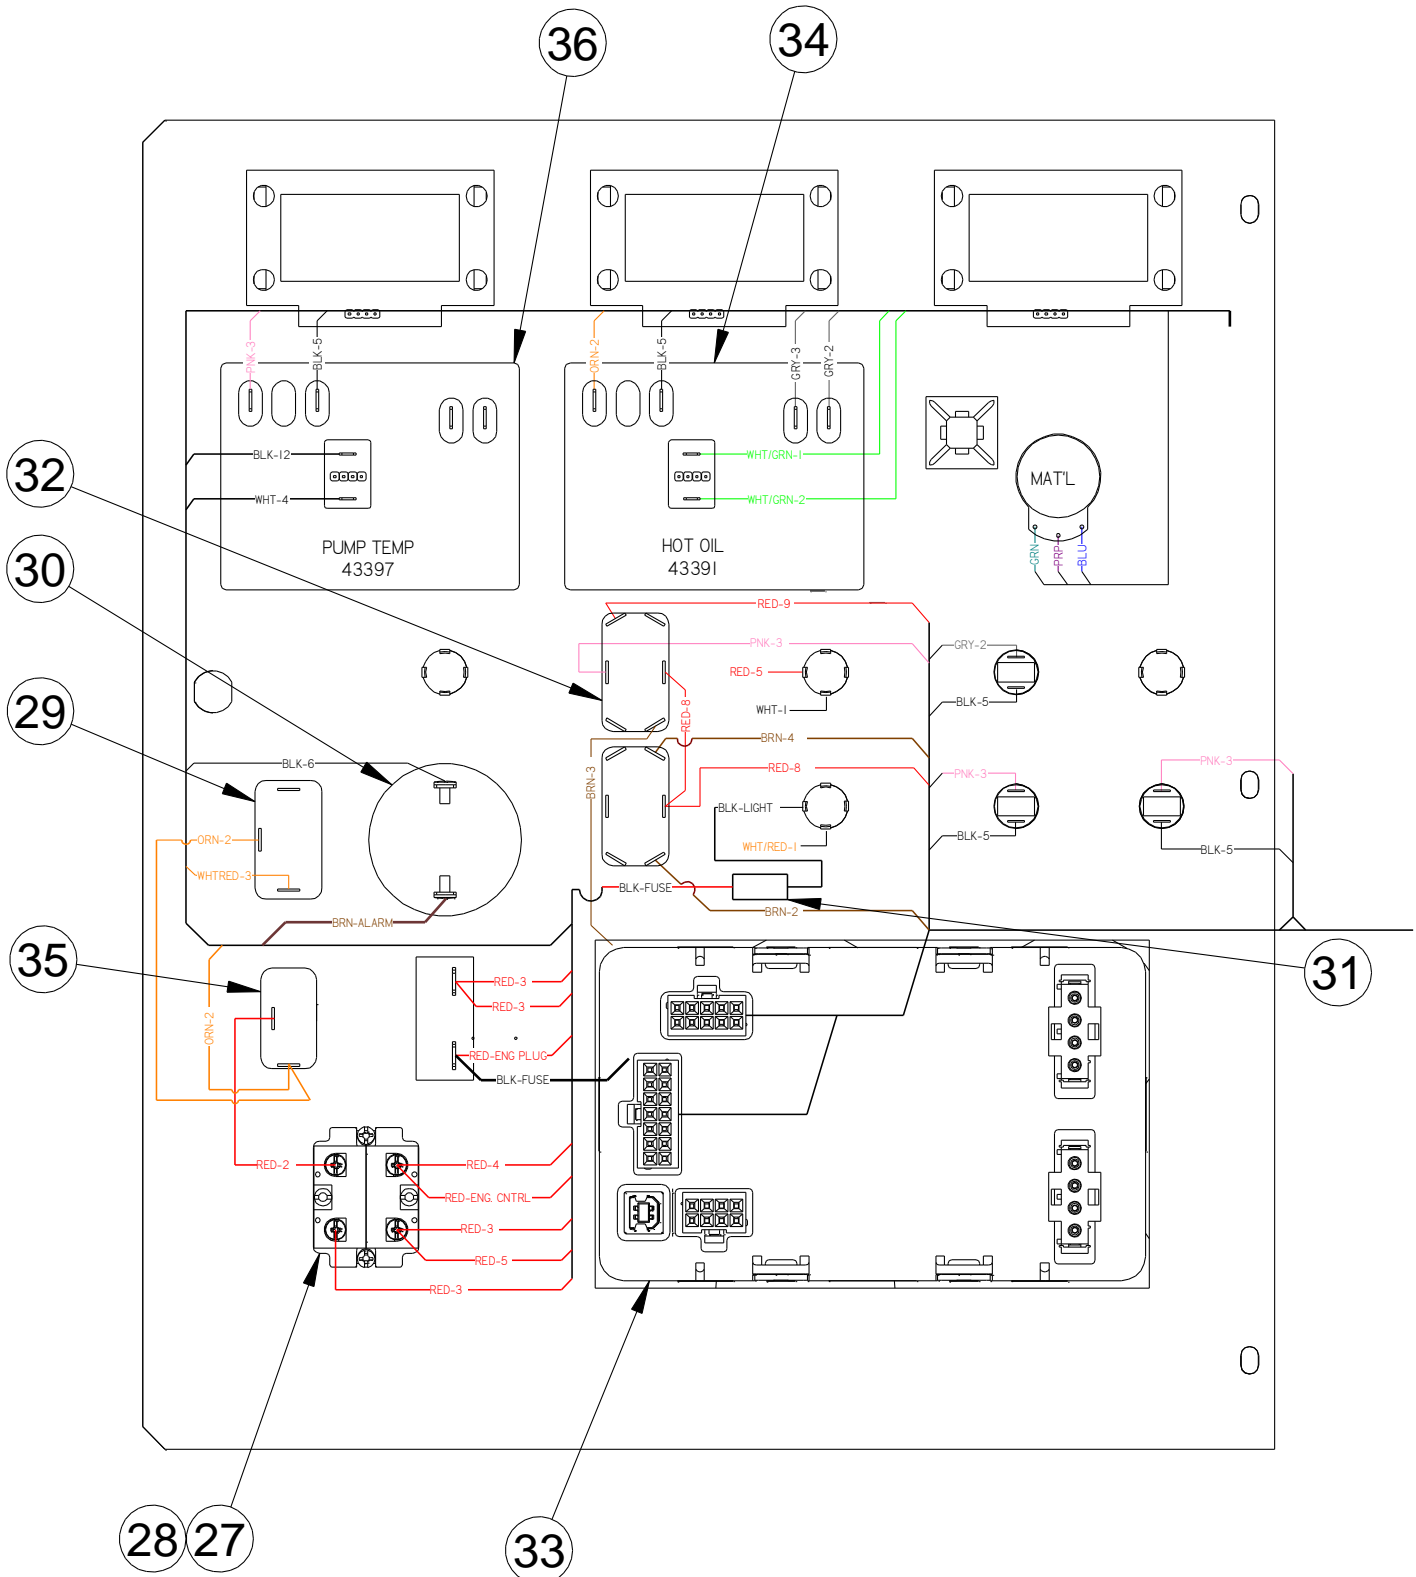 36
34
PNK-3
BLK-5
ORN-2
BLK-5
GRY-3
GRY-2
BLK-12
WHT-4
WHT/GRN-1
WHT/GRN-2
MAT'L
PUMP TEMP
43397
HOT OIL
43391
GRN
PRP
BLU
32
30
29
RED-9
PNK-3
GRY-2
RED-5
WHT-1
BLK-5
RED-8
BRN-4
BLK-6
BRN-3
RED-8
PNK-3
PNK-3
BLK-LIGHT
ORN-2
WHT/RED-1
BLK-5
BLK-5
WHTRED-3
BLK-FUSE
BRN-ALARM
BRN-2
35
31
RED-3
RED-3
ORN-2
RED-ENG PLUG
BLK-FUSE
RED-2
RED-4
RED-ENG. CNTRL
RED-3
RED-5
RED-3
28
27
33